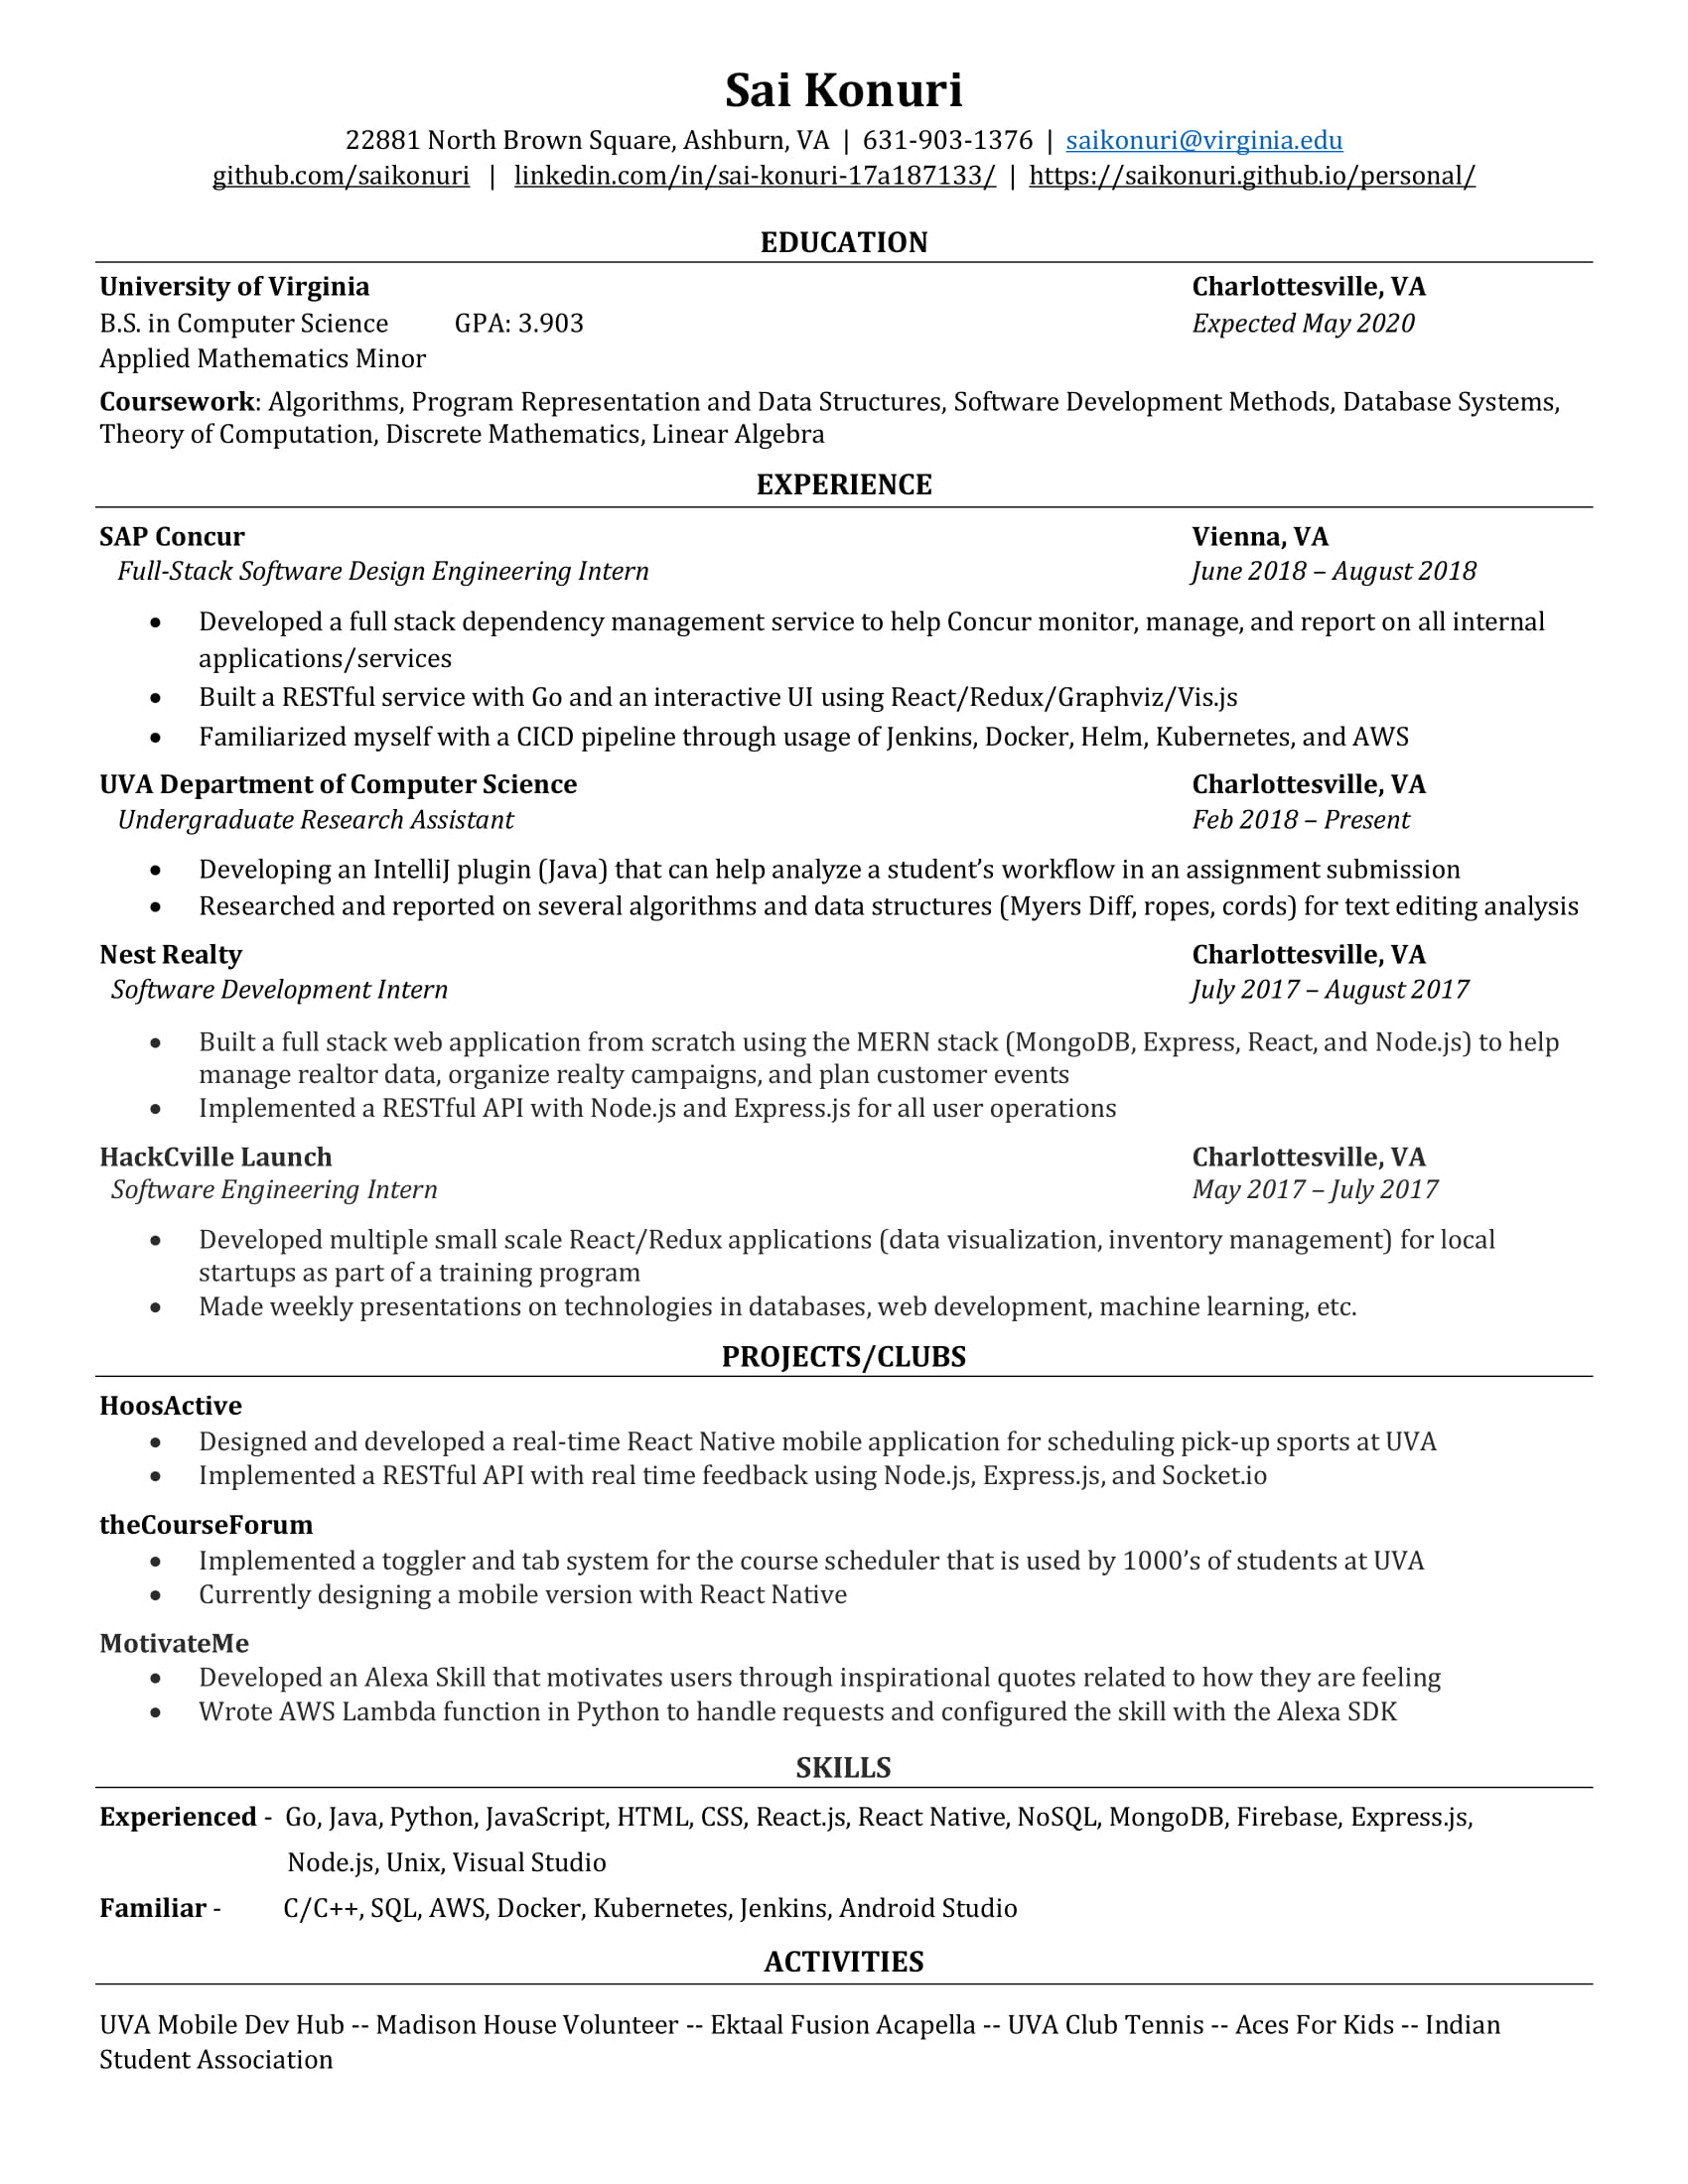 Sai Konuri
22881 North Brown Square, Ashburn, VA | 631-903-1376 | saikonuri@virginia.edu
github.com/saikonuri | linkedin.com/in/sai-konuri-17a187133/ | https://saikonuri.github.io/personal/
EDUCATION
University of Virginia Charlottesville, VA
B.S. in Computer Science GPA: 3.903 Expected May 2020
Applied Mathematics Minor
Coursework: Algorithms, Program Representation and Data Structures, Software Development Methods, Database Systems,
Theory of Computation, Discrete Mathematics, Linear Algebra
EXPERIENCE
SAP Concur Vienna, VA
Full-Stack Software Design Engineering Intern June 2018 – August 2018
• Developed a full stack dependency management service to help Concur monitor, manage, and report on all internal
applications/services
• Built a RESTful service with Go and an interactive UI using React/Redux/Graphviz/Vis.js
• Familiarized myself with a CICD pipeline through usage of Jenkins, Docker, Helm, Kubernetes, and AWS
UVA Department of Computer Science Charlottesville, VA
Undergraduate Research Assistant Feb 2018 – Present
• Developing an IntelliJ plugin (Java) that can help analyze a student’s workflow in an assignment submission
• Researched and reported on several algorithms and data structures (Myers Diff, ropes, cords) for text editing analysis
Nest Realty Charlottesville, VA
Software Development Intern July 2017 – August 2017
• Built a full stack web application from scratch using the MERN stack (MongoDB, Express, React, and Node.js) to help
manage realtor data, organize realty campaigns, and plan customer events
• Implemented a RESTful API with Node.js and Express.js for all user operations
HackCville Launch Charlottesville, VA
Software Engineering Intern May 2017 – July 2017
• Developed multiple small scale React/Redux applications (data visualization, inventory management) for local
startups as part of a training program
• Made weekly presentations on technologies in databases, web development, machine learning, etc.
PROJECTS/CLUBS
HoosActive
• Designed and developed a real-time React Native mobile application for scheduling pick-up sports at UVA
• Implemented a RESTful API with real time feedback using Node.js, Express.js, and Socket.io
theCourseForum
• Implemented a toggler and tab system for the course scheduler that is used by 1000’s of students at UVA
• Currently designing a mobile version with React Native
MotivateMe
• Developed an Alexa Skill that motivates users through inspirational quotes related to how they are feeling
• Wrote AWS Lambda function in Python to handle requests and configured the skill with the Alexa SDK
SKILLS
Experienced - Go, Java, Python, JavaScript, HTML, CSS, React.js, React Native, NoSQL, MongoDB, Firebase, Express.js,
Node.js, Unix, Visual Studio
Familiar - C/C++, SQL, AWS, Docker, Kubernetes, Jenkins, Android Studio
ACTIVITIES
UVA Mobile Dev Hub -- Madison House Volunteer -- Ektaal Fusion Acapella -- UVA Club Tennis -- Aces For Kids -- Indian
Student Association